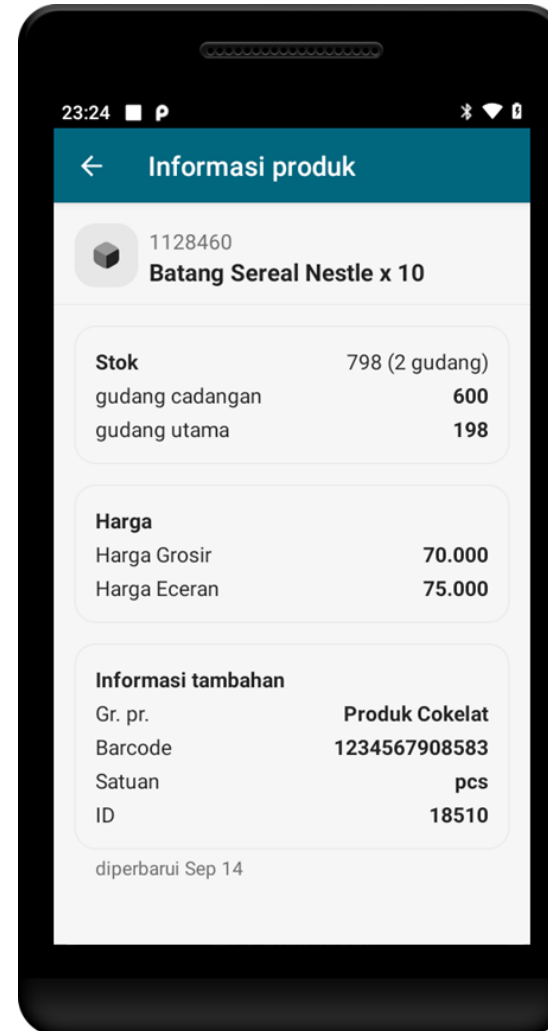 23:24
Informasi produk
1128460
Batang Sereal Nestle x 10
Stok 798 (2 gudang)
gudang cadangan 600
gudang utama 198
Harga
Harga Grosir 70.000
Harga Eceran 75.000
Informasi tambahan
Gr. pr. Produk Cokelat
Barcode 1234567908583
Satuan pcs
ID 18510
diperbarui Sep 14